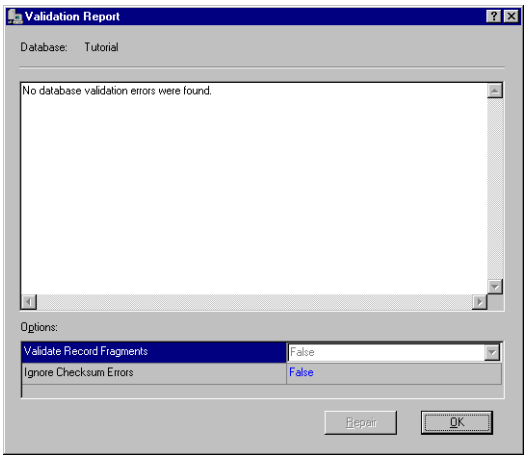 Validation Report
Database: Tutorial
No database validation errors were found.
Options:
Validate Record Fragments False
Ignore Checksum Errors False
Repair OK